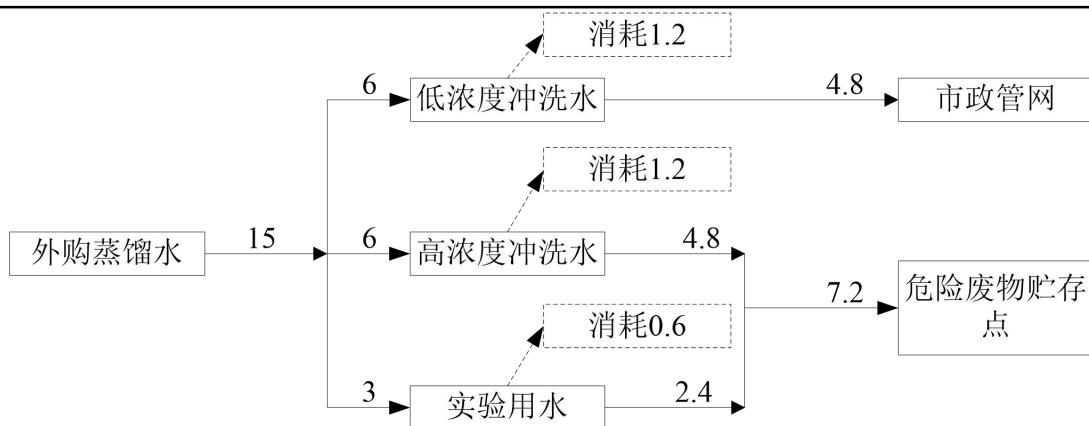 消耗1.2
6
低浓度冲洗水
4.8
市政管网
消耗1.2
外购蒸馏水
15
6
高浓度冲洗水
4.8
7.2
危险废物贮存
点
消耗0.6
3
实验用水
2.4